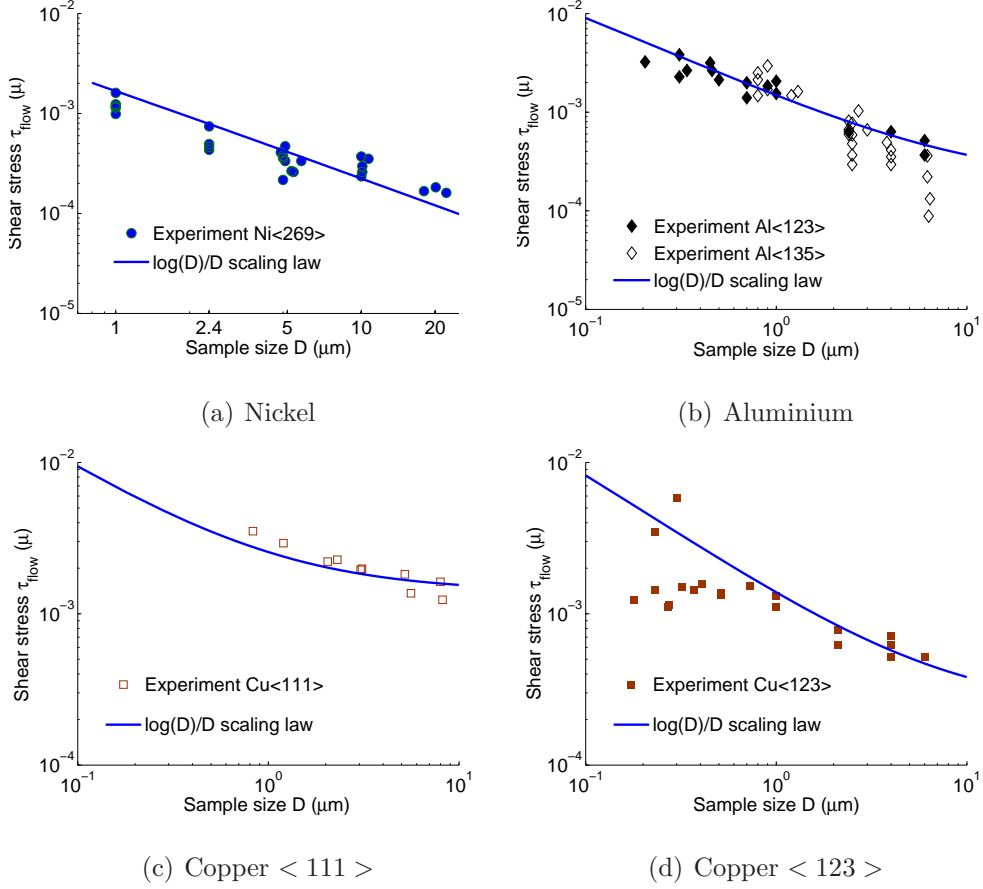 10^-2
10^-3
10^-4
10^-5
Shear stress τ_flow (μ)
Experiment Ni<269>
log(D)/D scaling law
1 2.4 5 10 20
Sample size D (μm)
(a) Nickel
10^-2
10^-3
10^-4
10^-5
Shear stress τ_flow (μ)
Experiment Al<123>
Experiment Al<135>
log(D)/D scaling law
10^-1 10^0 10^1
Sample size D (μm)
(b) Aluminium
10^-2
10^-3
10^-4
Shear stress τ_flow (μ)
Experiment Cu<111>
log(D)/D scaling law
10^-1 10^0 10^1
Sample size D (μm)
(c) Copper < 111 >
10^-2
10^-3
10^-4
Shear stress τ_flow (μ)
Experiment Cu<123>
log(D)/D scaling law
10^-1 10^0 10^1
Sample size D (μm)
(d) Copper < 123 >